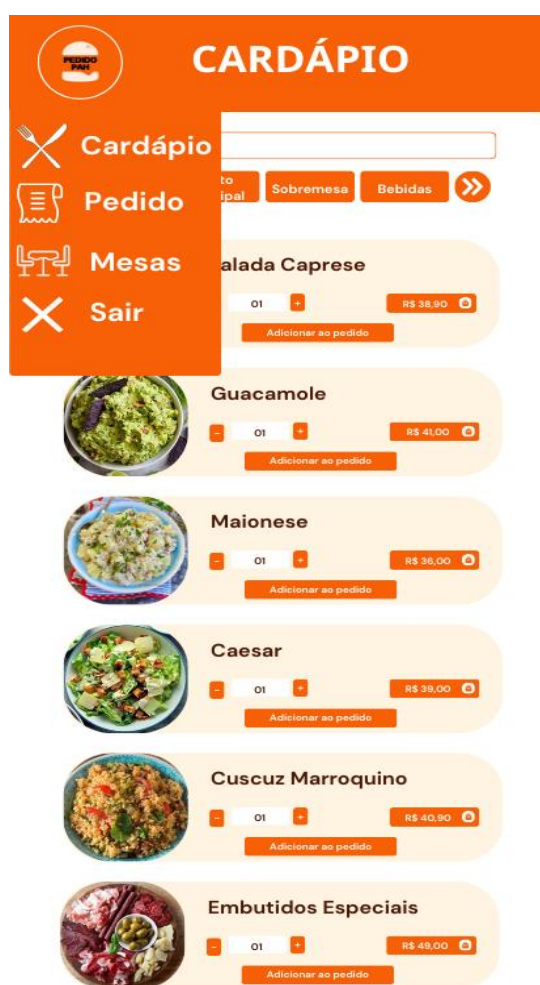 PEDIDO
PAH
CARDÁPIO
Cardápio
Pedido
Mesas
Sair
Sobremesa
Bebidas
alada Caprese
01 +
R$ 38,90
Adicionar ao pedido
Guacamole
- 01 +
R$ 41,00
Adicionar ao pedido
Maionese
- 01 +
R$ 36,00
Adicionar ao pedido
Caesar
- 01 +
R$ 39,00
Adicionar ao pedido
Cuscuz Marroquino
- 01 +
R$ 40,90
Adicionar ao pedido
Embutidos Especiais
- 01 +
R$ 49,00
Adicionar ao pedido